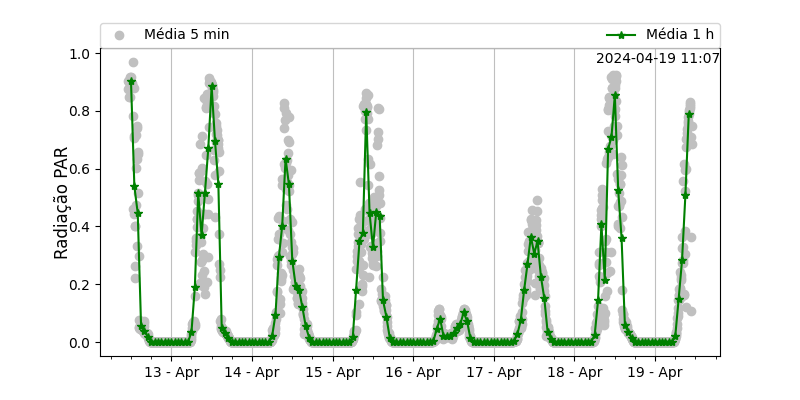 Média 5 min
Média 1 h
2024-04-19 11:07
Radiação PAR
1.0
0.8
0.6
0.4
0.2
0.0
13 - Apr
14 - Apr
15 - Apr
16 - Apr
17 - Apr
18 - Apr
19 - Apr